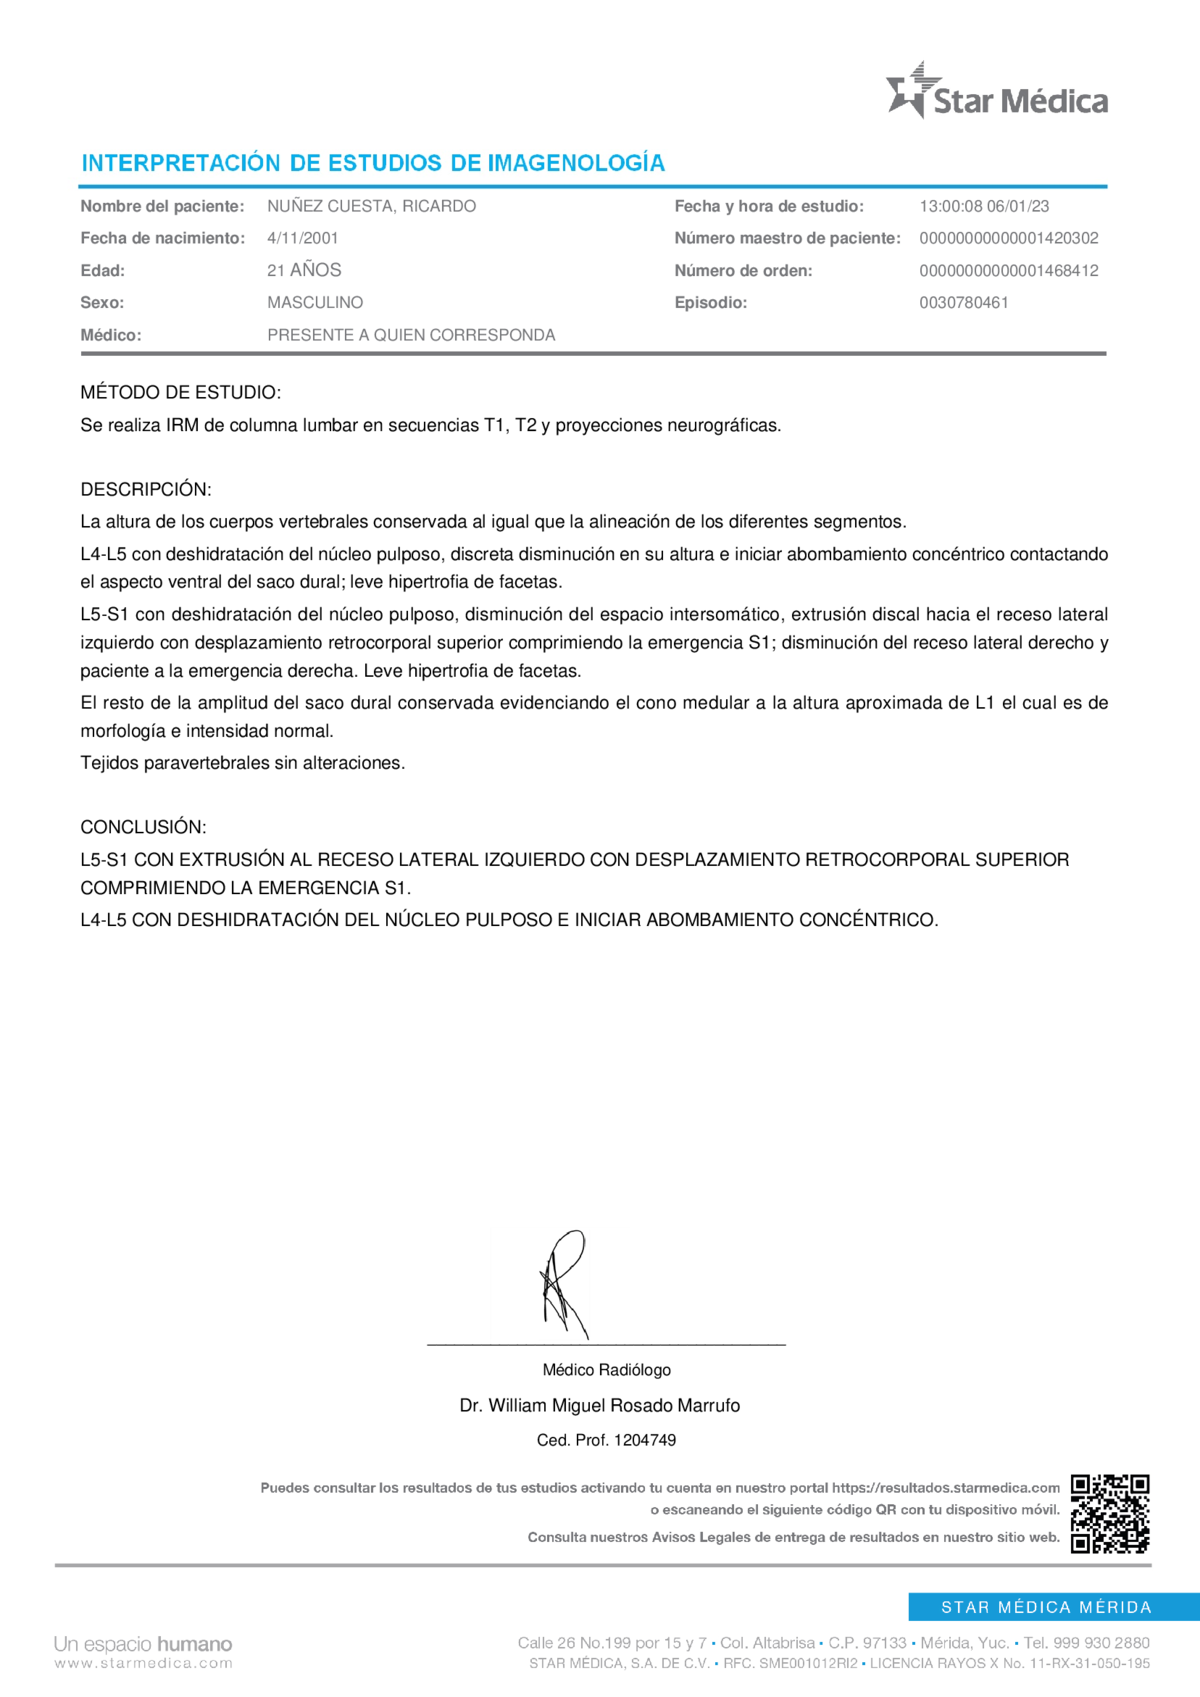 Star Médica
INTERPRETACIÓN DE ESTUDIOS DE IMAGENOLOGÍA
Nombre del paciente: NUÑEZ CUESTA, RICARDO Fecha y hora de estudio: 13:00:08 06/01/23
Fecha de nacimiento: 4/11/2001 Número maestro de paciente: 00000000000001420302
Edad: 21 AÑOS Número de orden: 00000000000001468412
Sexo: MASCULINO Episodio: 0030780461
Médico: PRESENTE A QUIEN CORRESPONDA
MÉTODO DE ESTUDIO:
Se realiza IRM de columna lumbar en secuencias T1, T2 y proyecciones neurográficas.
DESCRIPCIÓN:
La altura de los cuerpos vertebrales conservada al igual que la alineación de los diferentes segmentos.
L4-L5 con deshidratación del núcleo pulposo, discreta disminución en su altura e iniciar abombamiento concéntrico contactando
el aspecto ventral del saco dural; leve hipertrofia de facetas.
L5-S1 con deshidratación del núcleo pulposo, disminución del espacio intersomático, extrusión discal hacia el receso lateral
izquierdo con desplazamiento retrocorporal superior comprimiendo la emergencia S1; disminución del receso lateral derecho y
paciente a la emergencia derecha. Leve hipertrofia de facetas.
El resto de la amplitud del saco dural conservada evidenciando el cono medular a la altura aproximada de L1 el cual es de
morfología e intensidad normal.
Tejidos paravertebrales sin alteraciones.
CONCLUSIÓN:
L5-S1 CON EXTRUSIÓN AL RECESO LATERAL IZQUIERDO CON DESPLAZAMIENTO RETROCORPORAL SUPERIOR
COMPRIMIENDO LA EMERGENCIA S1.
L4-L5 CON DESHIDRATACIÓN DEL NÚCLEO PULPOSO E INICIAR ABOMBAMIENTO CONCÉNTRICO.
Médico Radiólogo
Dr. William Miguel Rosado Marrufo
Ced. Prof. 1204749
Puedes consultar los resultados de tus estudios activando tu cuenta en nuestro portal https://resultados.starmedica.com
o escaneando el siguiente código QR con tu dispositivo móvil.
Consulta nuestros Avisos Legales de entrega de resultados en nuestro sitio web.
STAR MÉDICA MÉRIDA
Un espacio humano
www.starmedica.com
Calle 26 No.199 por 15 y 7 • Col. Altabrisa • C.P. 97133 • Mérida, Yuc. • Tel. 999 930 2880
STAR MÉDICA, S.A. DE C.V. • RFC. SME001012RI2 • LICENCIA RAYOS X No. 11-RX-31-050-195